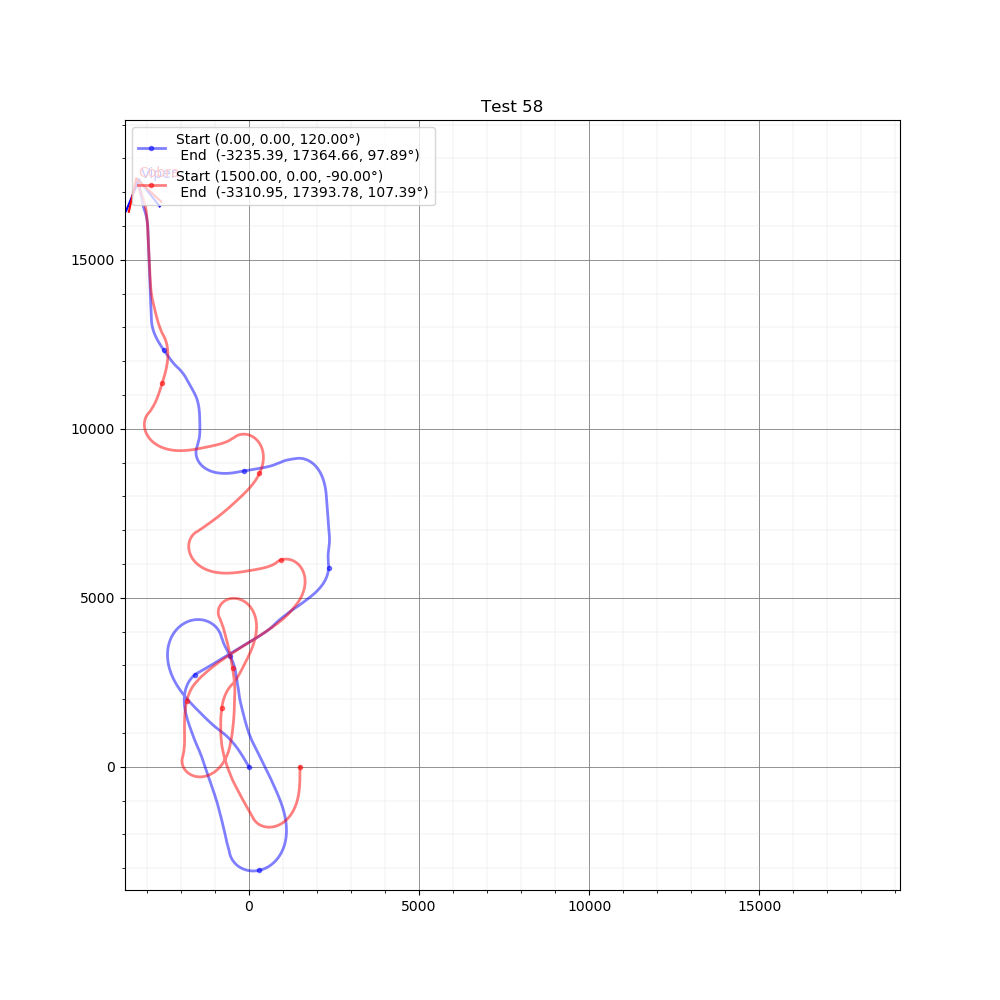 Test 58
Start (0.00, 0.00, 120.00°)
End (-3235.39, 17364.66, 97.89°)
Start (1500.00, 0.00, -90.00°)
End (-3310.95, 17393.78, 107.39°)
15000
10000
5000
0
0 5000 10000 15000